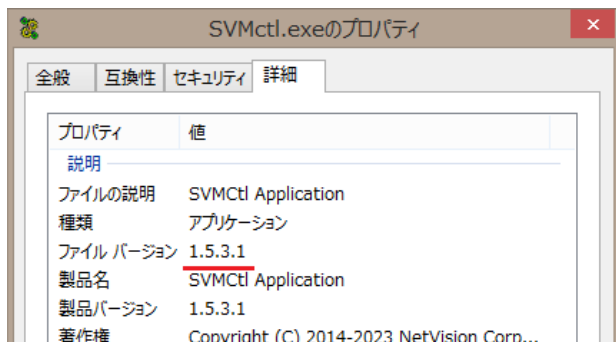 SVMctl.exeのプロパティ
全般 互換性 セキュリティ 詳細
プロパティ 値
説明
ファイルの説明 SVMCtl Application
種類 アプリケーション
ファイル バージョン 1.5.3.1
製品名 SVMCtl Application
製品バージョン 1.5.3.1
著作権 Copyright (C) 2014-2023 NetVision Corp...